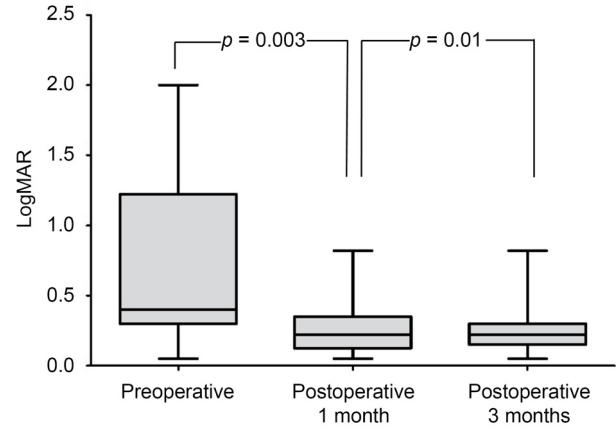 2.5
p = 0.003
p = 0.01
2.0
1.5
LogMAR
1.0
0.5
0.0
Preoperative
Postoperative
1 month
Postoperative
3 months